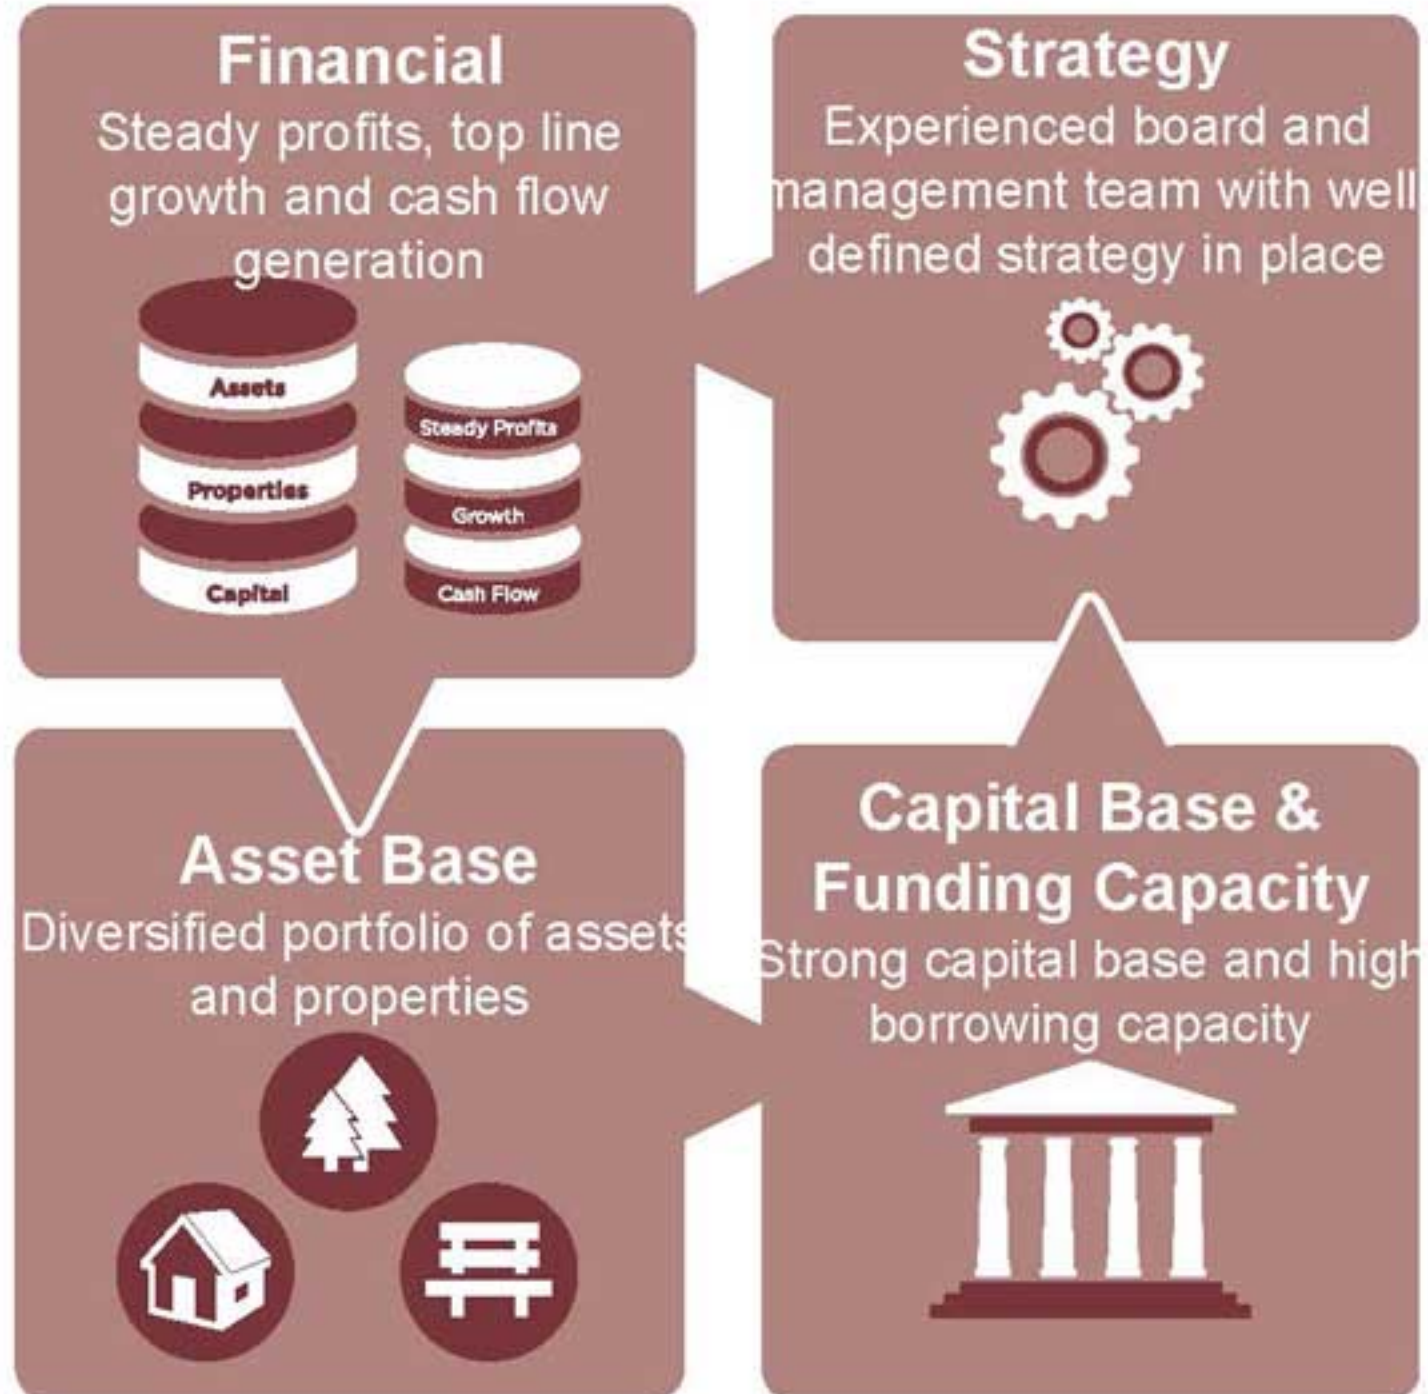 Financial
Steady profits, top line
growth and cash flow
generation
Assets
Properties
Capital
Steady Profits
Growth
Cash Flow
Strategy
Experienced board and
management team with well
defined strategy in place
Asset Base
Diversified portfolio of assets
and properties
Capital Base &
Funding Capacity
Strong capital base and high
borrowing capacity